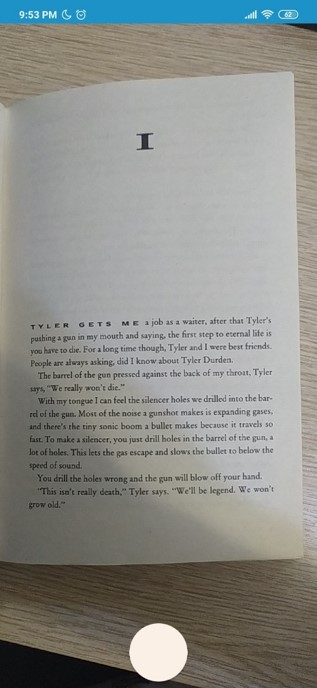 9:53 PM
62
I
TYLER GETS ME a job as a waiter, after that Tyler's
pushing a gun in my mouth and saying, the first step to eternal life is
you have to die. For a long time though, Tyler and I were best friends.
People are always asking, did I know about Tyler Durden.
The barrel of the gun pressed against the back of my throat, Tyler
says, "We really won't die."
With my tongue I can feel the silencer holes we drilled into the bar-
rel of the gun. Most of the noise a gunshot makes is expanding gases,
and there's the tiny sonic boom a bullet makes because it travels so
fast. To make a silencer, you just drill holes in the barrel of the gun, a
lot of holes. This lets the gas escape and slows the bullet to below the
speed of sound.
You drill the holes wrong and the gun will blow off your hand.
"This isn't really death," Tyler says. "We'll be legend. We won't
grow old."